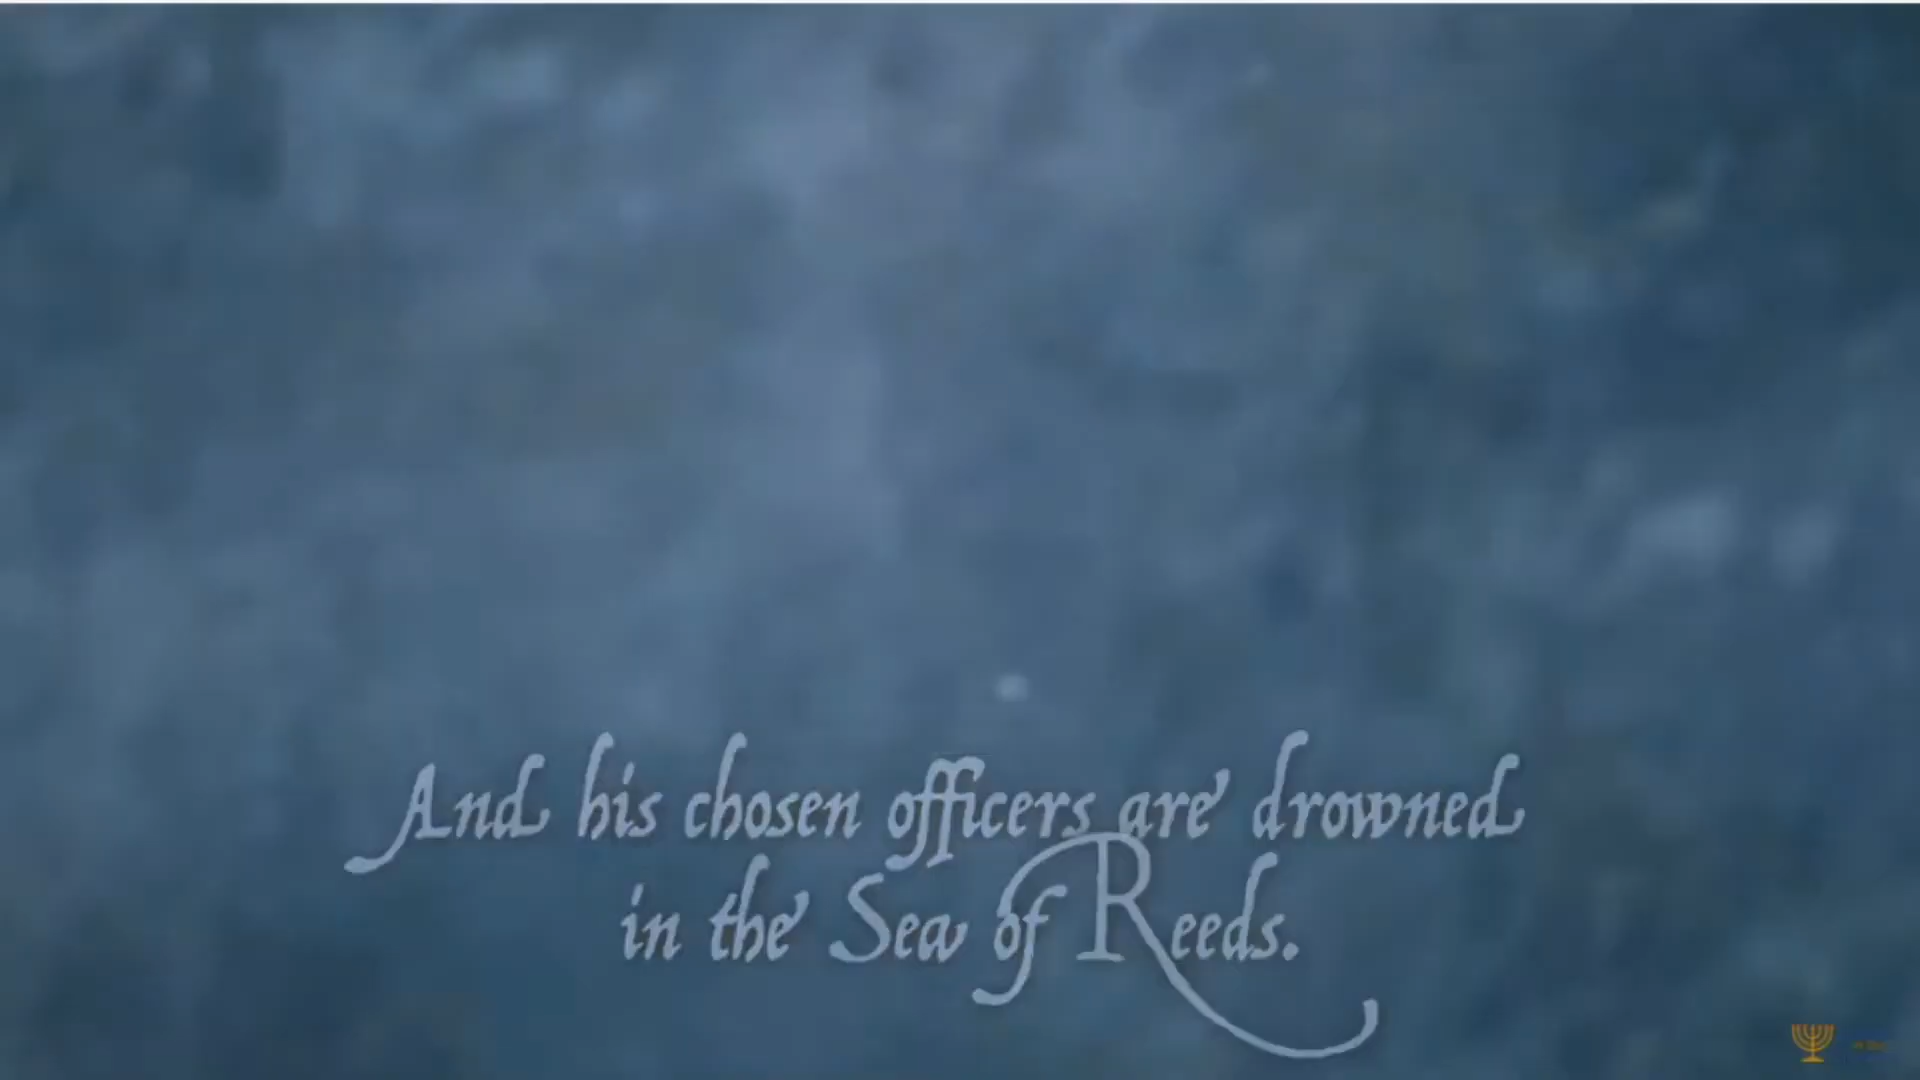 And his chosen officers are drowned
in the Sea of Reeds.